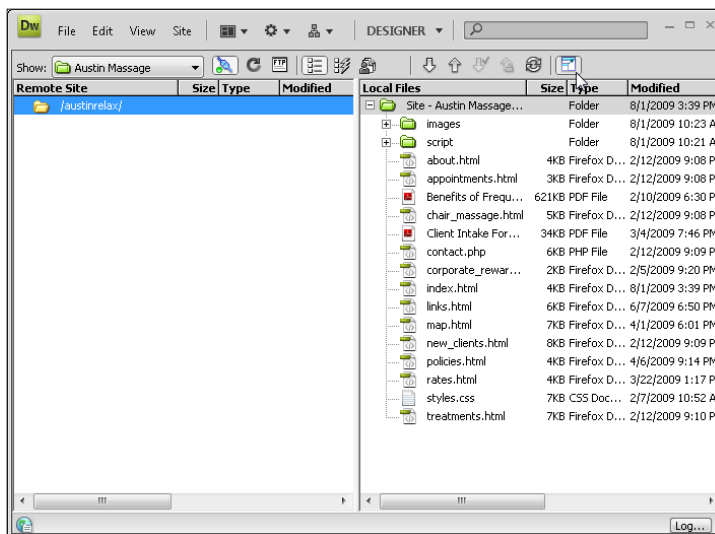 Dw File Edit View Site DESIGNER
Show: Austin Massage FTP
Remote Site Size Type Modified Local Files Size Type Modified
/austinrelax/ Site - Austin Massage... Folder 8/1/2009 3:39 PM
images Folder 8/1/2009 10:23 A
script Folder 8/1/2009 10:21 A
about.html 4KB Firefox D... 2/12/2009 9:08 P
appointments.html 3KB Firefox D... 2/12/2009 9:08 P
Benefits of Frequ... 621KB PDF File 2/10/2009 6:30 P
chair_massage.html 5KB Firefox D... 2/12/2009 9:08 P
Client Intake For... 34KB PDF File 3/4/2009 7:46 PM
contact.php 6KB PHP File 2/12/2009 9:09 P
corporate_rewar... 2KB Firefox D... 2/5/2009 9:20 PM
index.html 4KB Firefox D... 8/1/2009 3:39 PM
links.html 6KB Firefox D... 6/7/2009 6:50 PM
map.html 7KB Firefox D... 4/1/2009 6:01 PM
new_clients.html 8KB Firefox D... 2/12/2009 9:09 P
policies.html 4KB Firefox D... 4/6/2009 9:14 PM
rates.html 4KB Firefox D... 3/22/2009 1:17 P
styles.css 7KB CSS Doc... 2/7/2009 10:52 A
treatments.html 7KB Firefox D... 2/12/2009 9:10 P
Log...